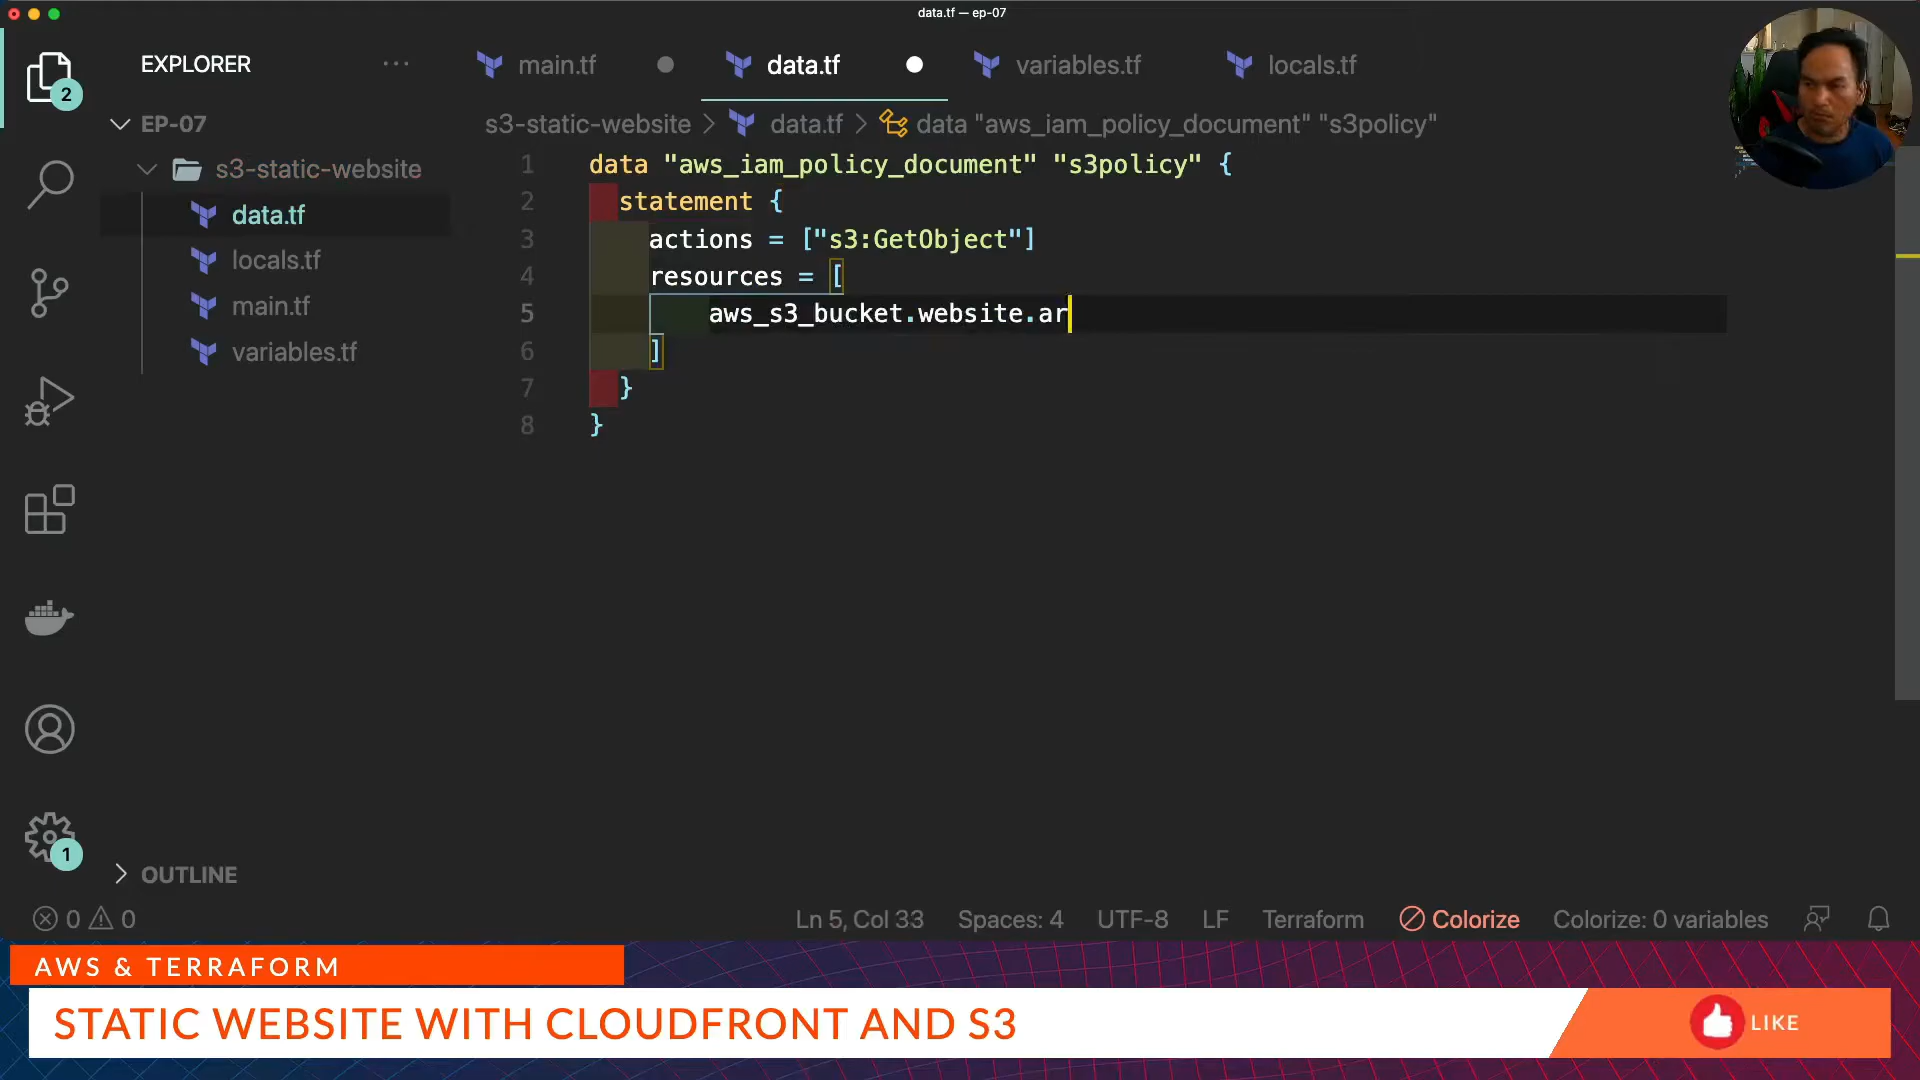 data.tf — ep-07
EXPLORER
main.tf
data.tf
variables.tf
locals.tf
2
EP-07
s3-static-website > data.tf > data "aws_iam_policy_document" "s3policy"
s3-static-website
data.tf
locals.tf
main.tf
variables.tf
1 data "aws_iam_policy_document" "s3policy" {
2 statement {
3 actions = ["s3:GetObject"]
4 resources = [
5 aws_s3_bucket.website.ar
6 ]
7 }
8 }
1
OUTLINE
0 0
Ln 5, Col 33
Spaces: 4
UTF-8
LF
Terraform
Colorize
Colorize: 0 variables
AWS & TERRAFORM
STATIC WEBSITE WITH CLOUDFRONT AND S3
LIKE